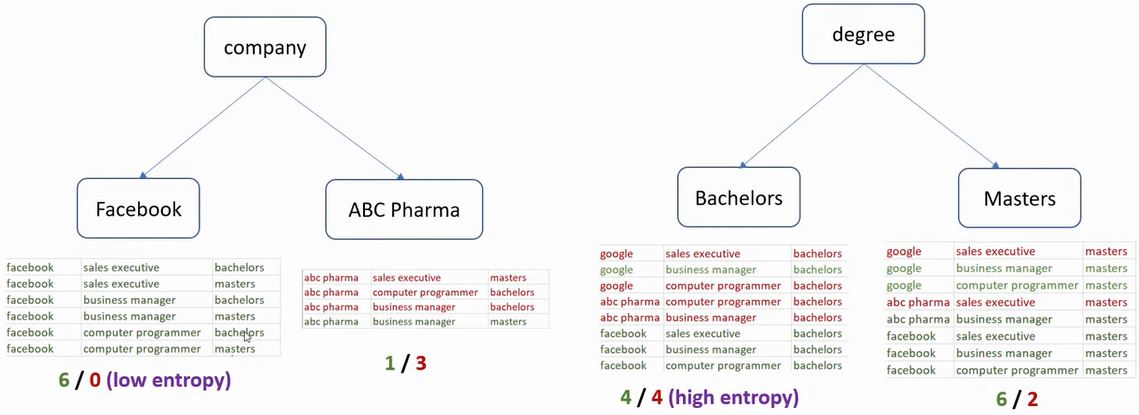 company
degree
Facebook
ABC Pharma
Bachelors
Masters
facebook sales executive bachelors
facebook sales executive masters
facebook business manager bachelors
facebook business manager masters
facebook computer programmer bachelors
facebook computer programmer masters
6 / 0 (low entropy)
abc pharma sales executive masters
abc pharma computer programmer bachelors
abc pharma business manager bachelors
abc pharma business manager masters
1 / 3
google sales executive bachelors
google business manager bachelors
google computer programmer bachelors
abc pharma computer programmer bachelors
abc pharma business manager bachelors
facebook sales executive bachelors
facebook business manager bachelors
facebook computer programmer bachelors
4 / 4 (high entropy)
google sales executive masters
google business manager masters
google computer programmer masters
abc pharma sales executive masters
abc pharma business manager masters
facebook sales executive masters
facebook business manager masters
facebook computer programmer masters
6 / 2